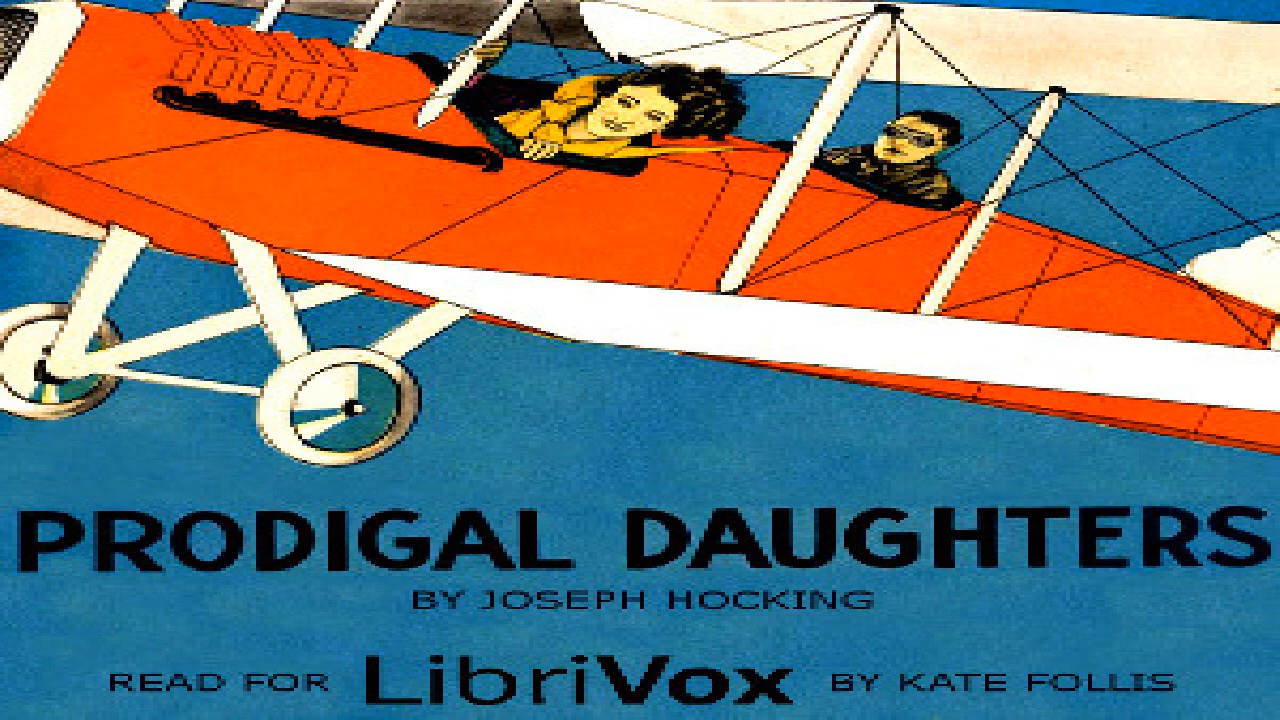 PRODIGAL DAUGHTERS
BY JOSEPH HOCKING
READ FOR LibriVox BY KATE FOLLIS